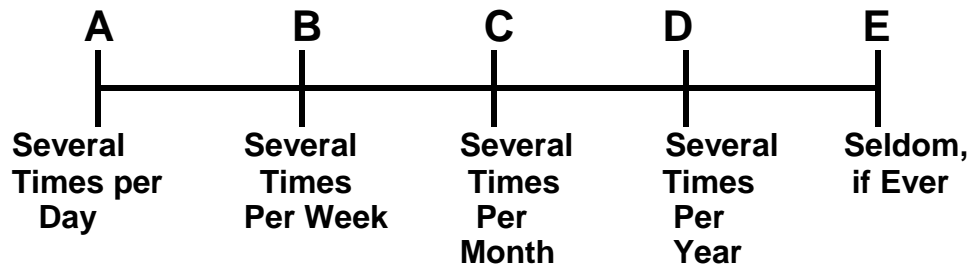 A B C D E
Several Several Several Several Seldom,
Times per Times Times Times if Ever
Day Per Week Per Per
Month Year